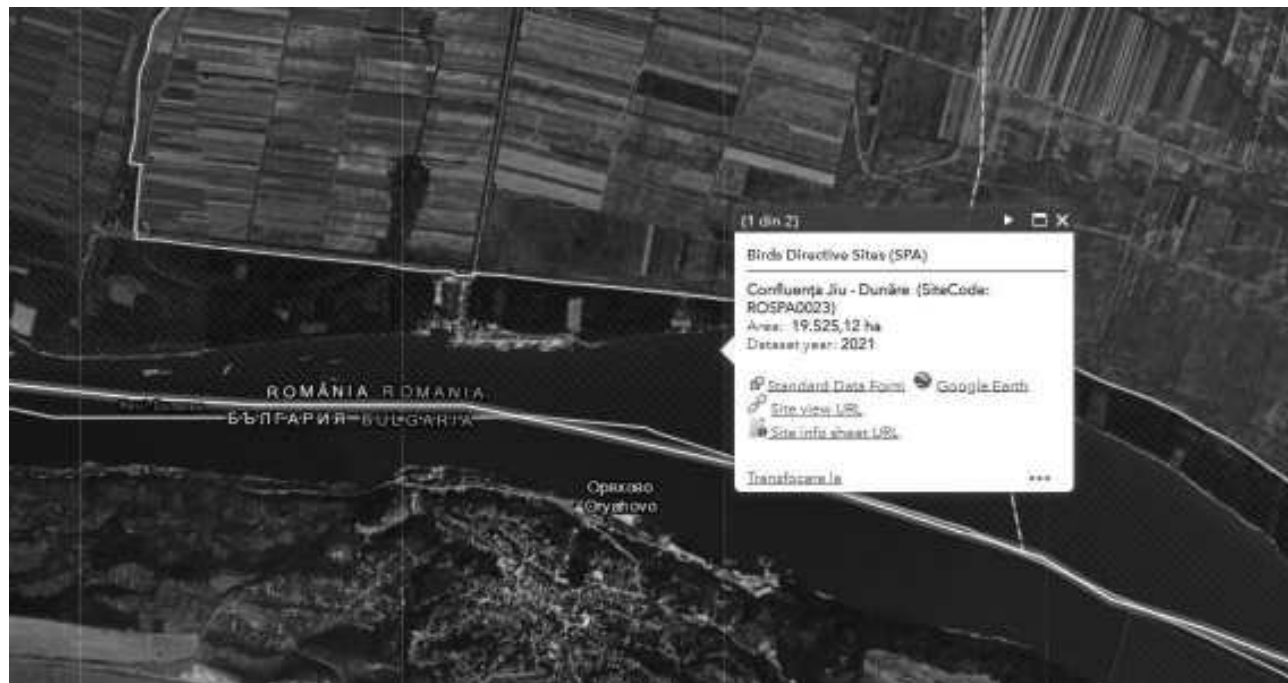 ROMÂNIA ROMANIA
БЪЛГАРИЯ BULGARIA
Оряхово
Oryahovo
(1 din 2)
Birds Directive Sites (SPA)
Confluența Jiu - Dunăre (SiteCode:
ROSPA0023)
Area: 19.525,12 ha
Dataset year: 2021
Standard Data Form Google Earth
Site view URL
Site info sheet URL
Transfocare la